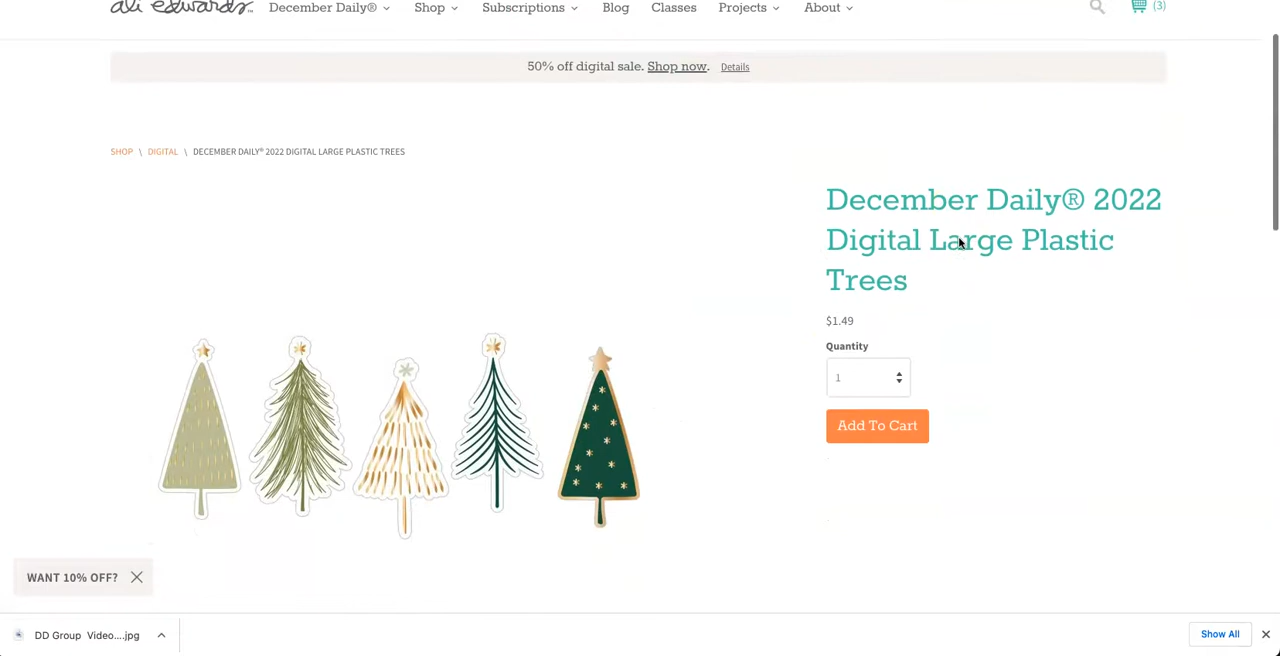 ali edwards
December Daily® Shop Subscriptions Blog Classes Projects About (3)
50% off digital sale. Shop now. Details
SHOP \ DIGITAL \ DECEMBER DAILY® 2022 DIGITAL LARGE PLASTIC TREES
December Daily® 2022
Digital Large Plastic
Trees
$1.49
Quantity
1
Add To Cart
WANT 10% OFF?
DD Group Video....jpg
Show All